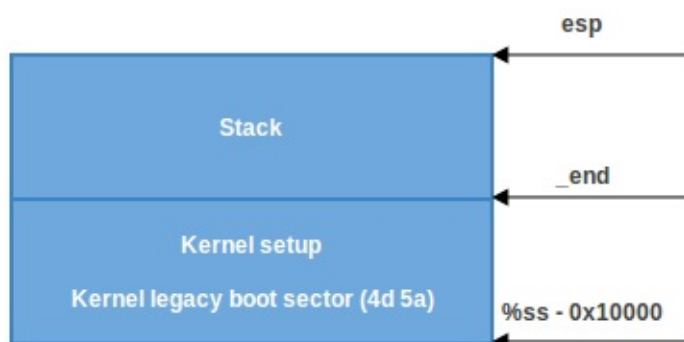 esp
Stack
_end
Kernel setup
Kernel legacy boot sector (4d 5a)
%ss - 0x10000